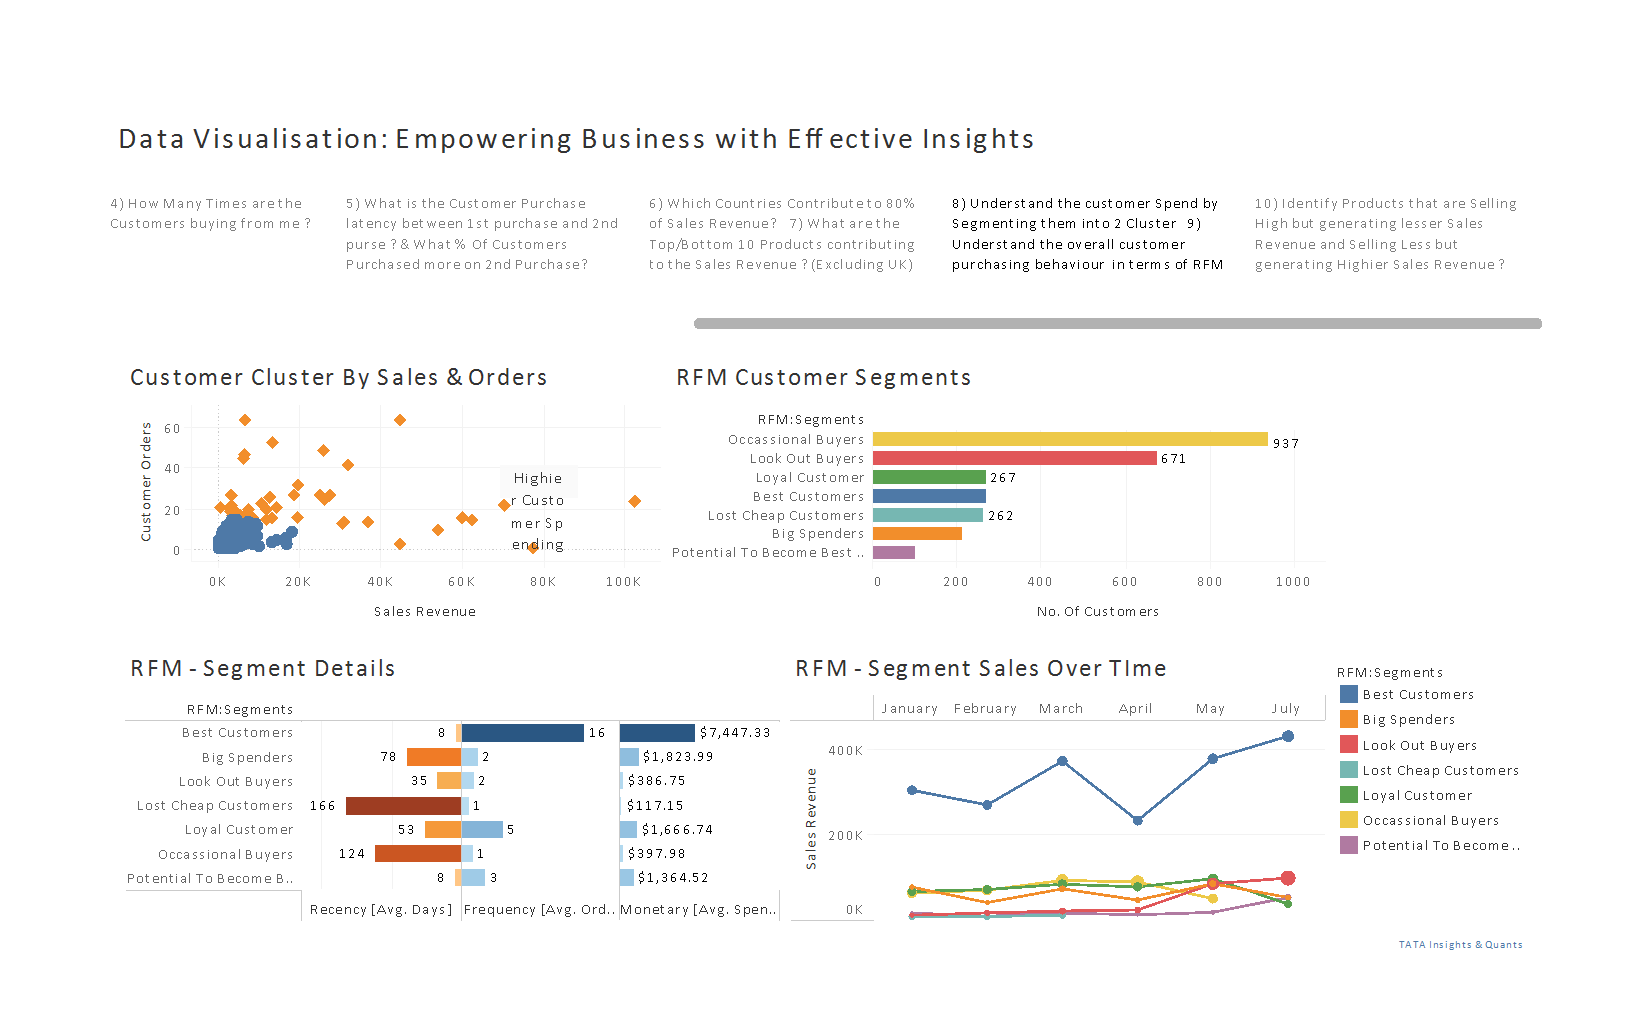 Data Visualisation: Empowering Business with Effective Insights
4) How Many Times are the
Customers buying from me ?
5) What is the Customer Purchase
latency between 1st purchase and 2nd
purse ? & What % Of Customers
Purchased more on 2nd Purchase?
6) Which Countries Contribute to 80%
of Sales Revenue? 7) What are the
Top/Bottom 10 Products contributing
to the Sales Revenue ? (Excluding UK)
8) Understand the customer Spend by
Segmenting them into 2 Cluster 9)
Understand the overall customer
purchasing behaviour in terms of RFM
10) Identify Products that are Selling
High but generating lesser Sales
Revenue and Selling Less but
generating Highier Sales Revenue ?
Customer Cluster By Sales & Orders
Customer Orders
60
40
20
0
Highie
r Custo
mer Sp
ending
0K 20K 40K 60K 80K 100K
Sales Revenue
RFM Customer Segments
RFM:Segments
Occassional Buyers 937
Look Out Buyers 671
Loyal Customer 267
Best Customers
Lost Cheap Customers 262
Big Spenders
Potential To Become Best ..
0 200 400 600 800 1000
No. Of Customers
RFM - Segment Details
RFM:Segments
Best Customers 8 16 $7,447.33
Big Spenders 78 2 $1,823.99
Look Out Buyers 35 2 $386.75
Lost Cheap Customers 166 1 $117.15
Loyal Customer 53 5 $1,666.74
Occassional Buyers 124 1 $397.98
Potential To Become B.. 8 3 $1,364.52
Recency [Avg. Days] Frequency [Avg. Ord.. Monetary [Avg. Spen..
RFM - Segment Sales Over TIme
January February March April May July
Sales Revenue
400K
200K
0K
RFM:Segments
Best Customers
Big Spenders
Look Out Buyers
Lost Cheap Customers
Loyal Customer
Occassional Buyers
Potential To Become ..
TATA Insights & Quants